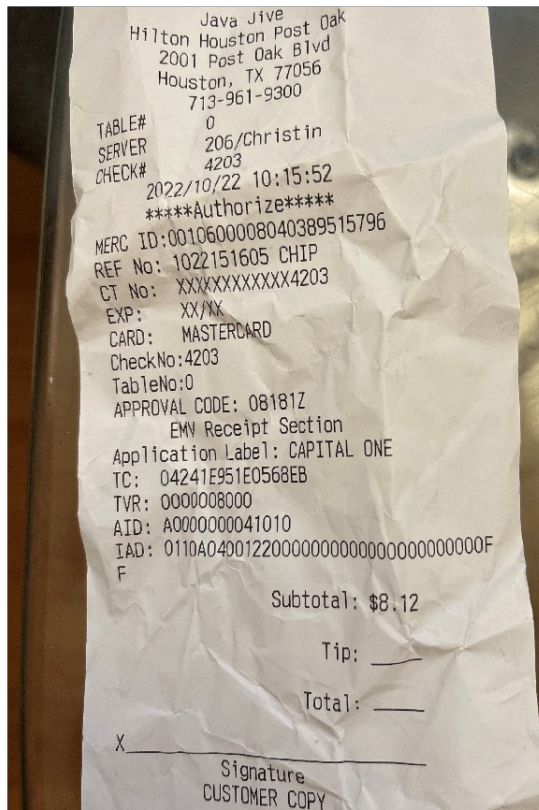 Java Jive
Hilton Houston Post Oak
2001 Post Oak Blvd
Houston, TX 77056
713-961-9300
TABLE# 0
SERVER 206/Christin
CHECK# 4203
2022/10/22 10:15:52
*****Authorize*****
MERC ID:0010600008040389515796
REF No: 1022151605 CHIP
CT No: XXXXXXXXXXXX4203
EXP: XX/XX
CARD: MASTERCARD
CheckNo:4203
TableNo:0
APPROVAL CODE: 08181Z
EMV Receipt Section
Application Label: CAPITAL ONE
TC: 04241E951E0568EB
TVR: 0000008000
AID: A0000000041010
IAD: 0110A04001220000000000000000000000F
F
Subtotal: $8.12
Tip: ____
Total: ____
X____________________
Signature
CUSTOMER COPY